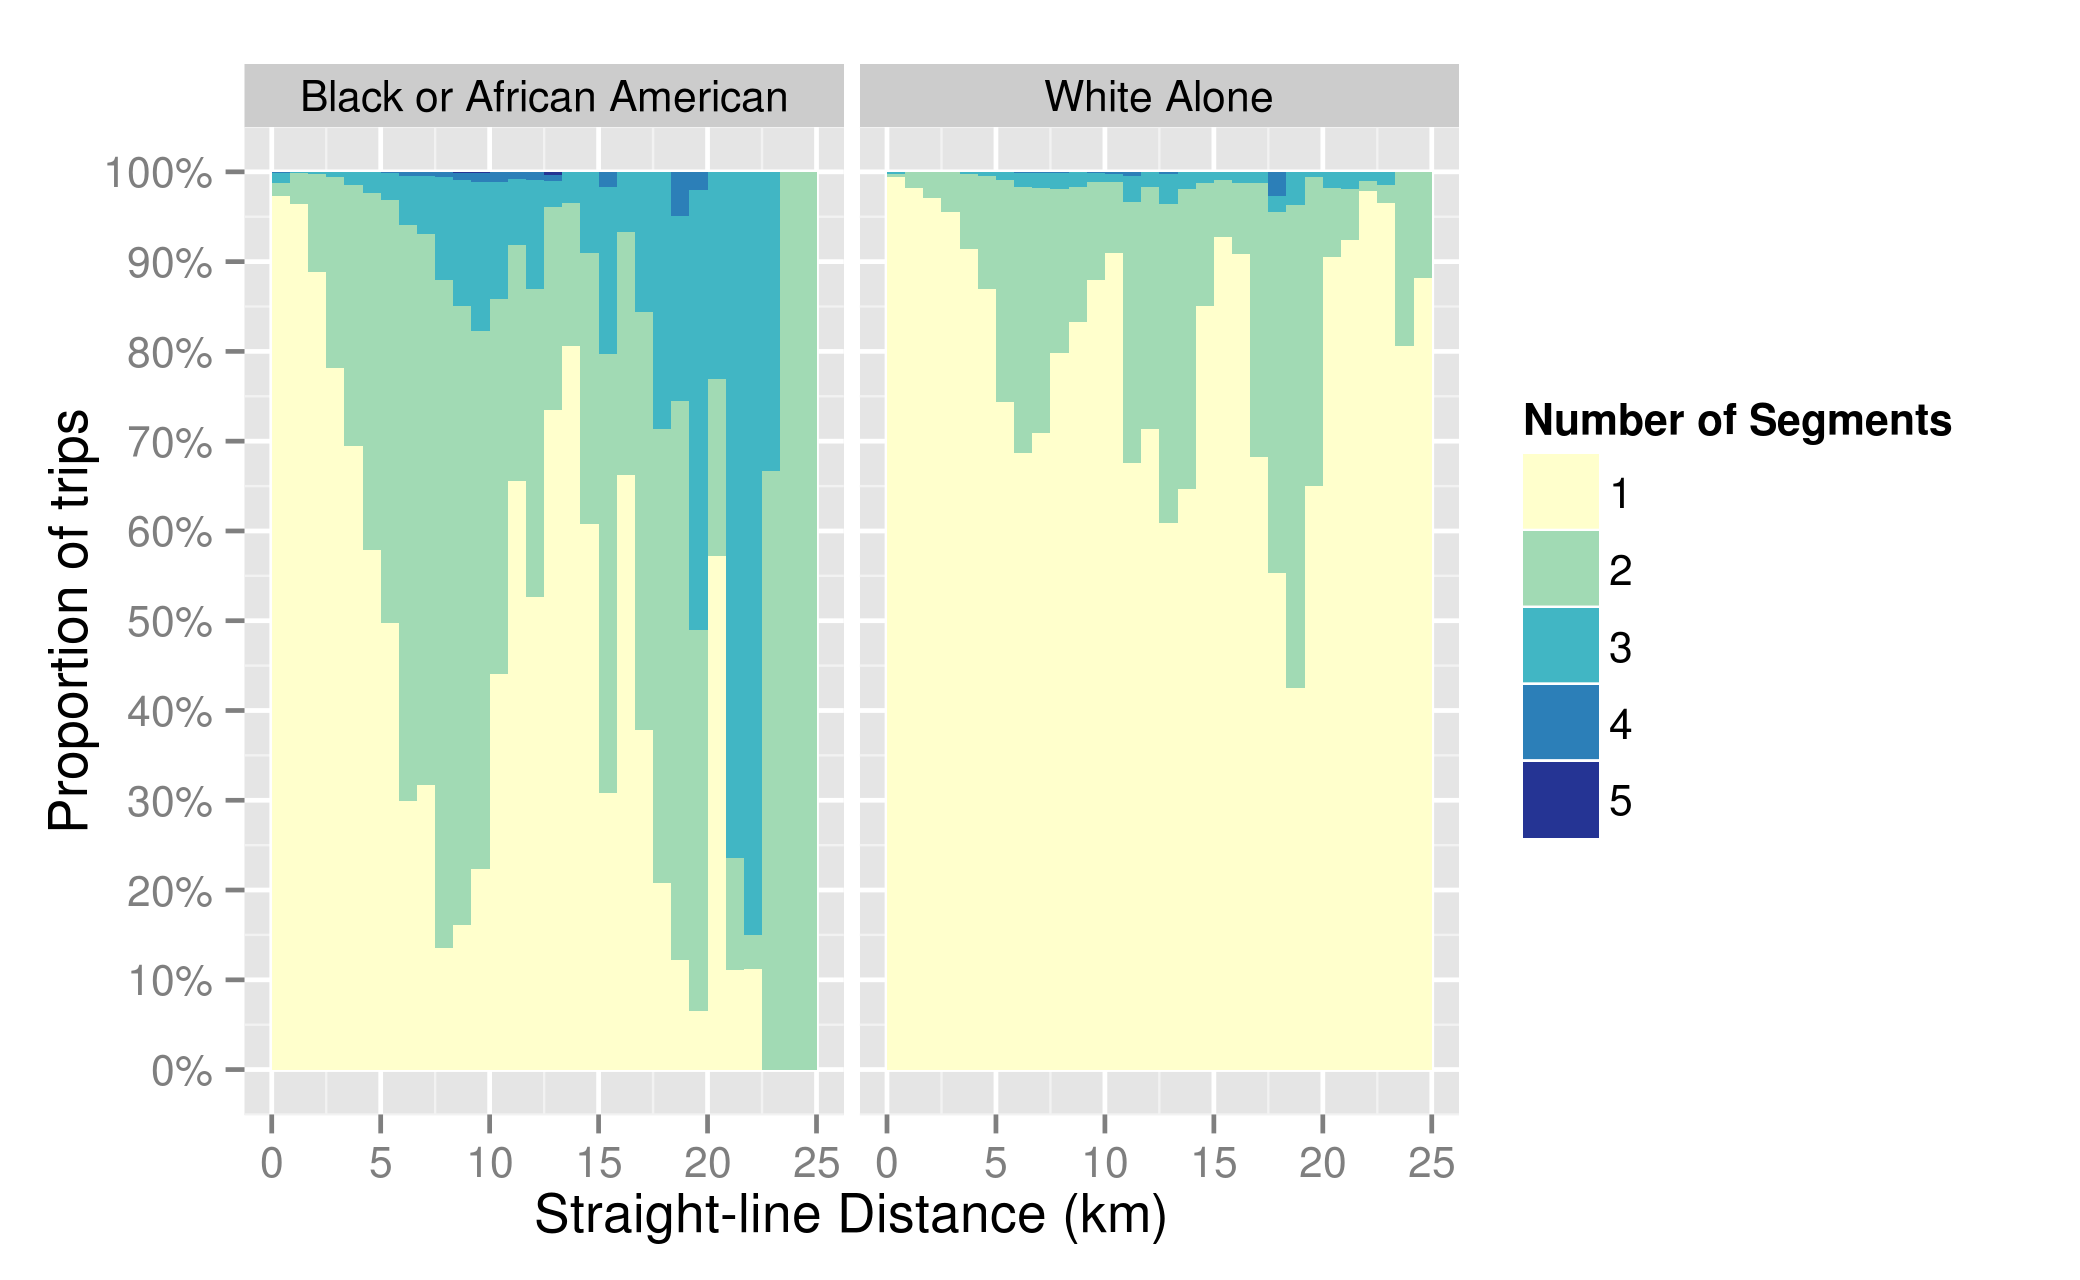 Black or African American
White Alone
Proportion of trips
100%
90%
80%
70%
60%
50%
40%
30%
20%
10%
0%
0 5 10 15 20 25
0 5 10 15 20 25
Straight-line Distance (km)
Number of Segments
1
2
3
4
5